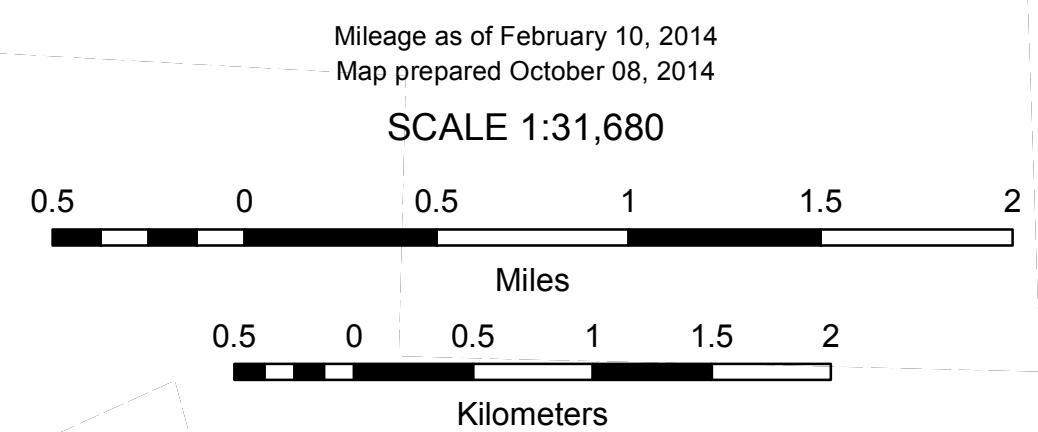 Mileage as of February 10, 2014
Map prepared October 08, 2014
SCALE 1:31,680
0.5 0 0.5 1 1.5 2
Miles
0.5 0 0.5 1 1.5 2
Kilometers